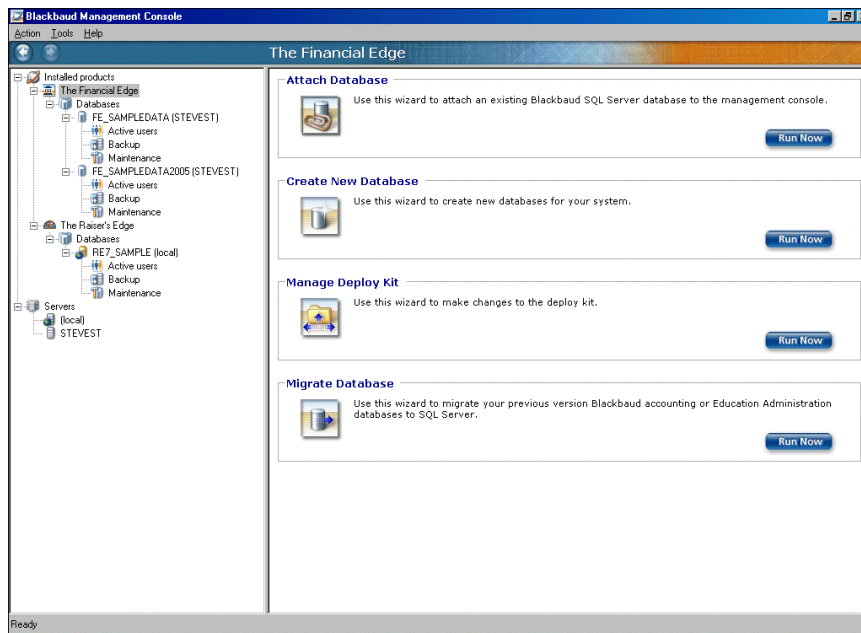 Blackbaud Management Console
Action Tools Help
The Financial Edge
Installed products
The Financial Edge
Databases
FE_SAMPLEDATA (STEVEST)
Active users
Backup
Maintenance
FE_SAMPLEDATA2005 (STEVEST)
Active users
Backup
Maintenance
The Raiser's Edge
Databases
RE7_SAMPLE (local)
Active users
Backup
Maintenance
Servers
(local)
STEVEST
Attach Database
Use this wizard to attach an existing Blackbaud SQL Server database to the management console.
Run Now
Create New Database
Use this wizard to create new databases for your system.
Run Now
Manage Deploy Kit
Use this wizard to make changes to the deploy kit.
Run Now
Migrate Database
Use this wizard to migrate your previous version Blackbaud accounting or Education Administration
databases to SQL Server.
Run Now
Ready